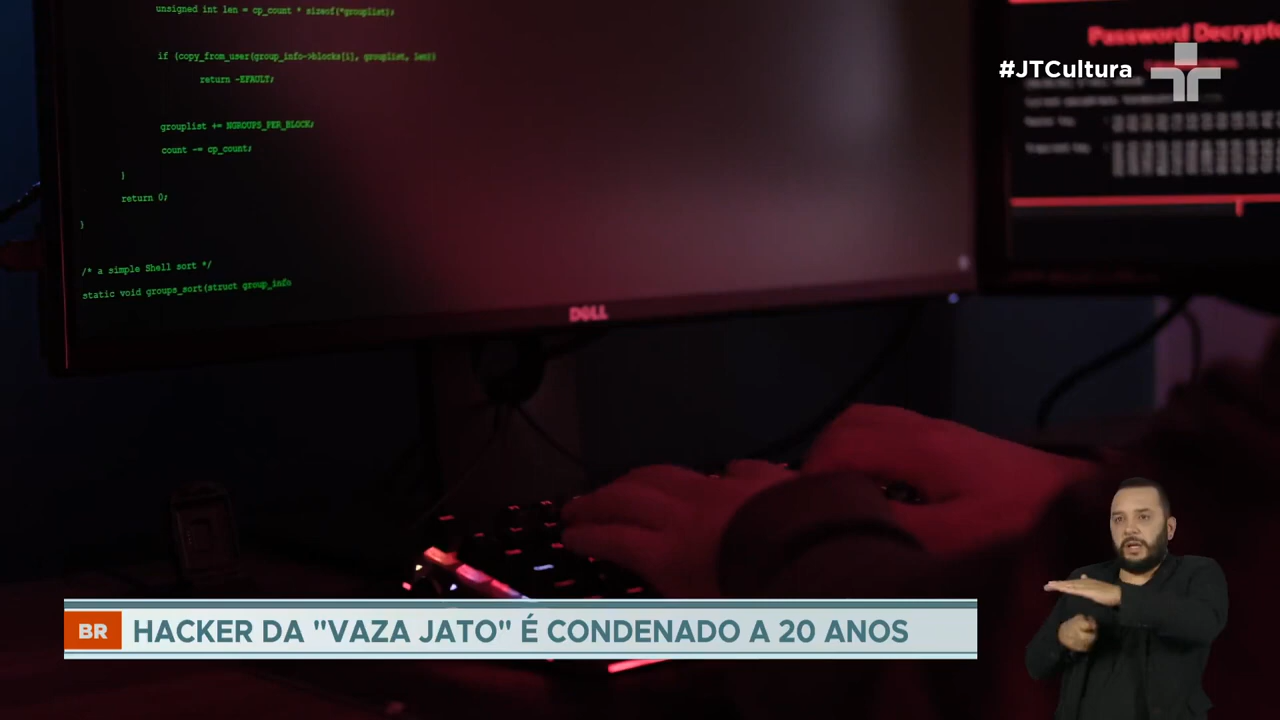 unsigned int len = cp_count * sizeof(*grouplist);
if (copy_from_user(group_info->blocks[i], grouplist, len))
return -EFAULT;
grouplist += NGROUPS_PER_BLOCK;
count -= cp_count;
}
return 0;
}
/* a simple Shell sort */
static void groups_sort(struct group_info
DELL
Password Decrypto
#JTCultura
BR HACKER DA "VAZA JATO" É CONDENADO A 20 ANOS